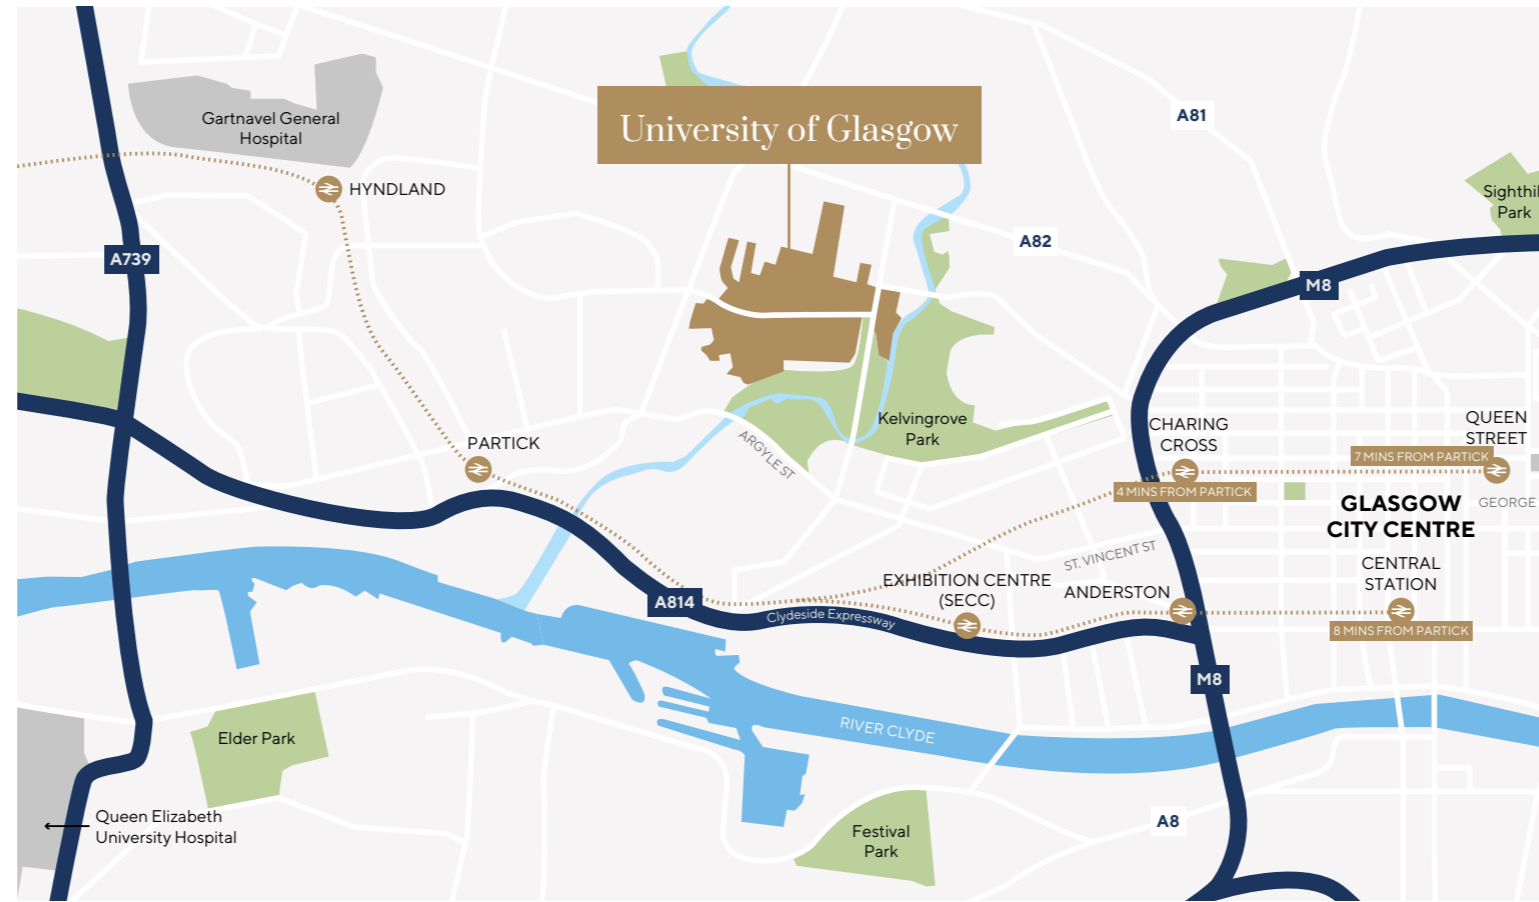 University of Glasgow
Gartnavel General
Hospital
HYNDLAND
A81
Sighthil
Park
A739
A82
M8
PARTICK
ARGYLE ST
Kelvingrove
Park
CHARING
CROSS
QUEEN
STREET
7 MINS FROM PARTICK
4 MINS FROM PARTICK
GEORGE
GLASGOW
CITY CENTRE
ST. VINCENT ST
CENTRAL
STATION
EXHIBITION CENTRE
(SECC)
ANDERSTON
A814
Clydeside Expressway
8 MINS FROM PARTICK
M8
RIVER CLYDE
Elder Park
Queen Elizabeth
University Hospital
Festival
Park
A8